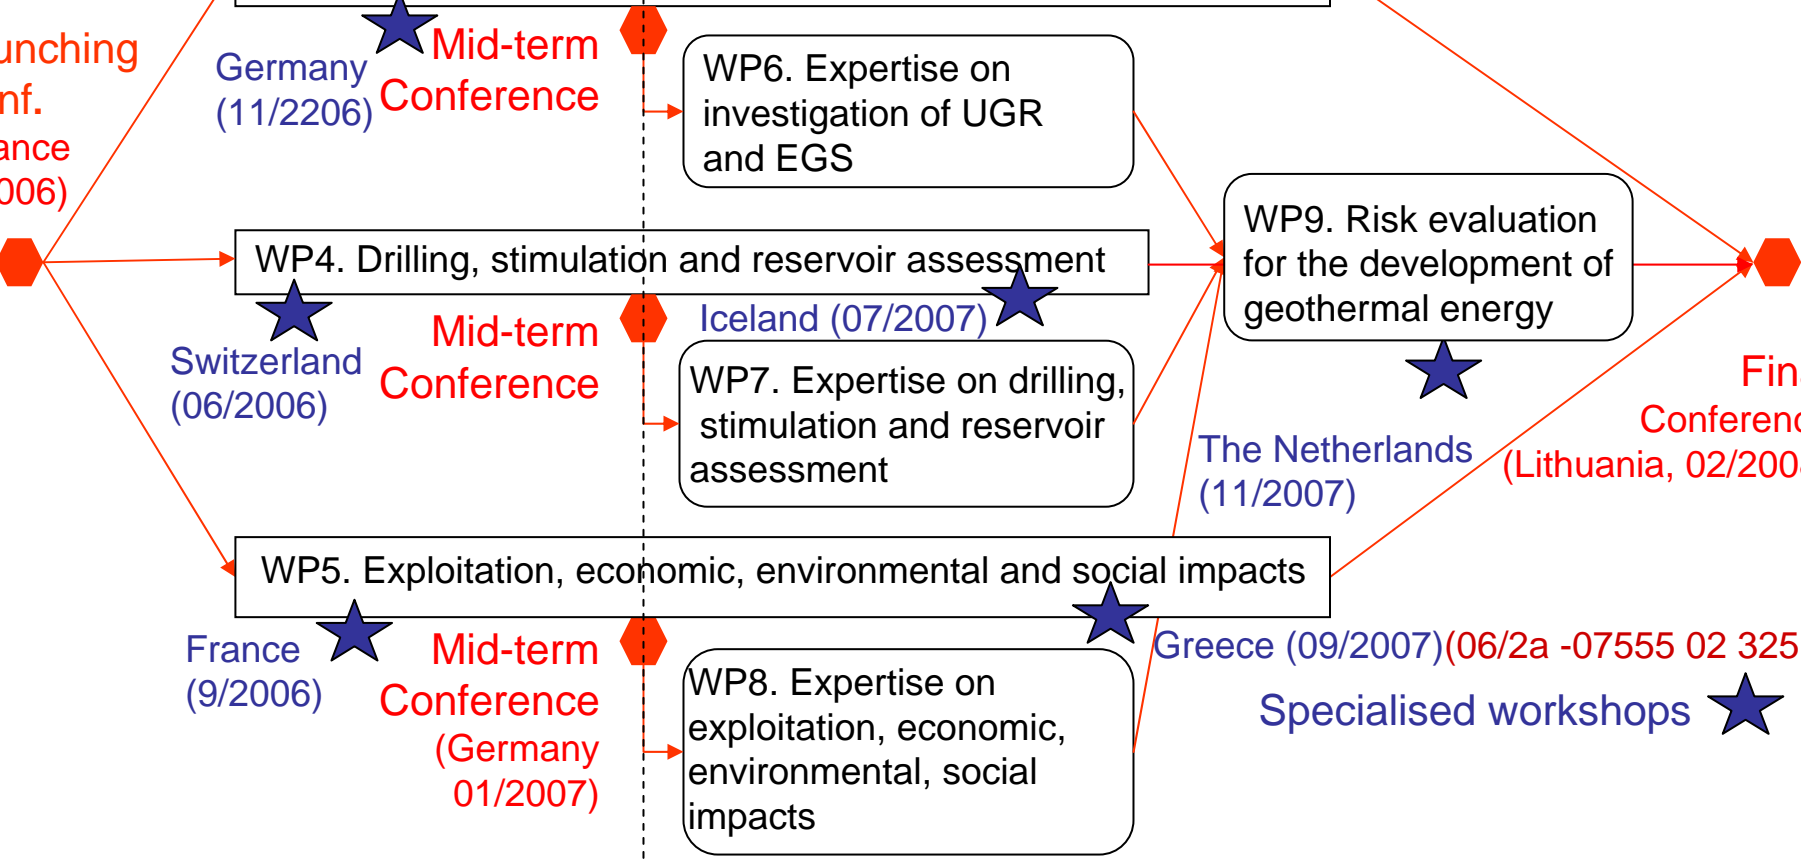 unching
nf.
ance
006)
Germany
(11/2206)
Mid-term
Conference
WP6. Expertise on
investigation of UGR
and EGS
WP4. Drilling, stimulation and reservoir assessment
WP9. Risk evaluation
for the development of
geothermal energy
Switzerland
(06/2006)
Mid-term
Conference
Iceland (07/2007)
WP7. Expertise on drilling,
stimulation and reservoir
assessment
The Netherlands
(11/2007)
Fin
Conferenc
(Lithuania, 02/200
WP5. Exploitation, economic, environmental and social impacts
France
(9/2006)
Mid-term
Conference
(Germany
01/2007)
WP8. Expertise on
exploitation, economic,
environmental, social
impacts
Greece (09/2007)(06/2a -07555 02 325
Specialised workshops